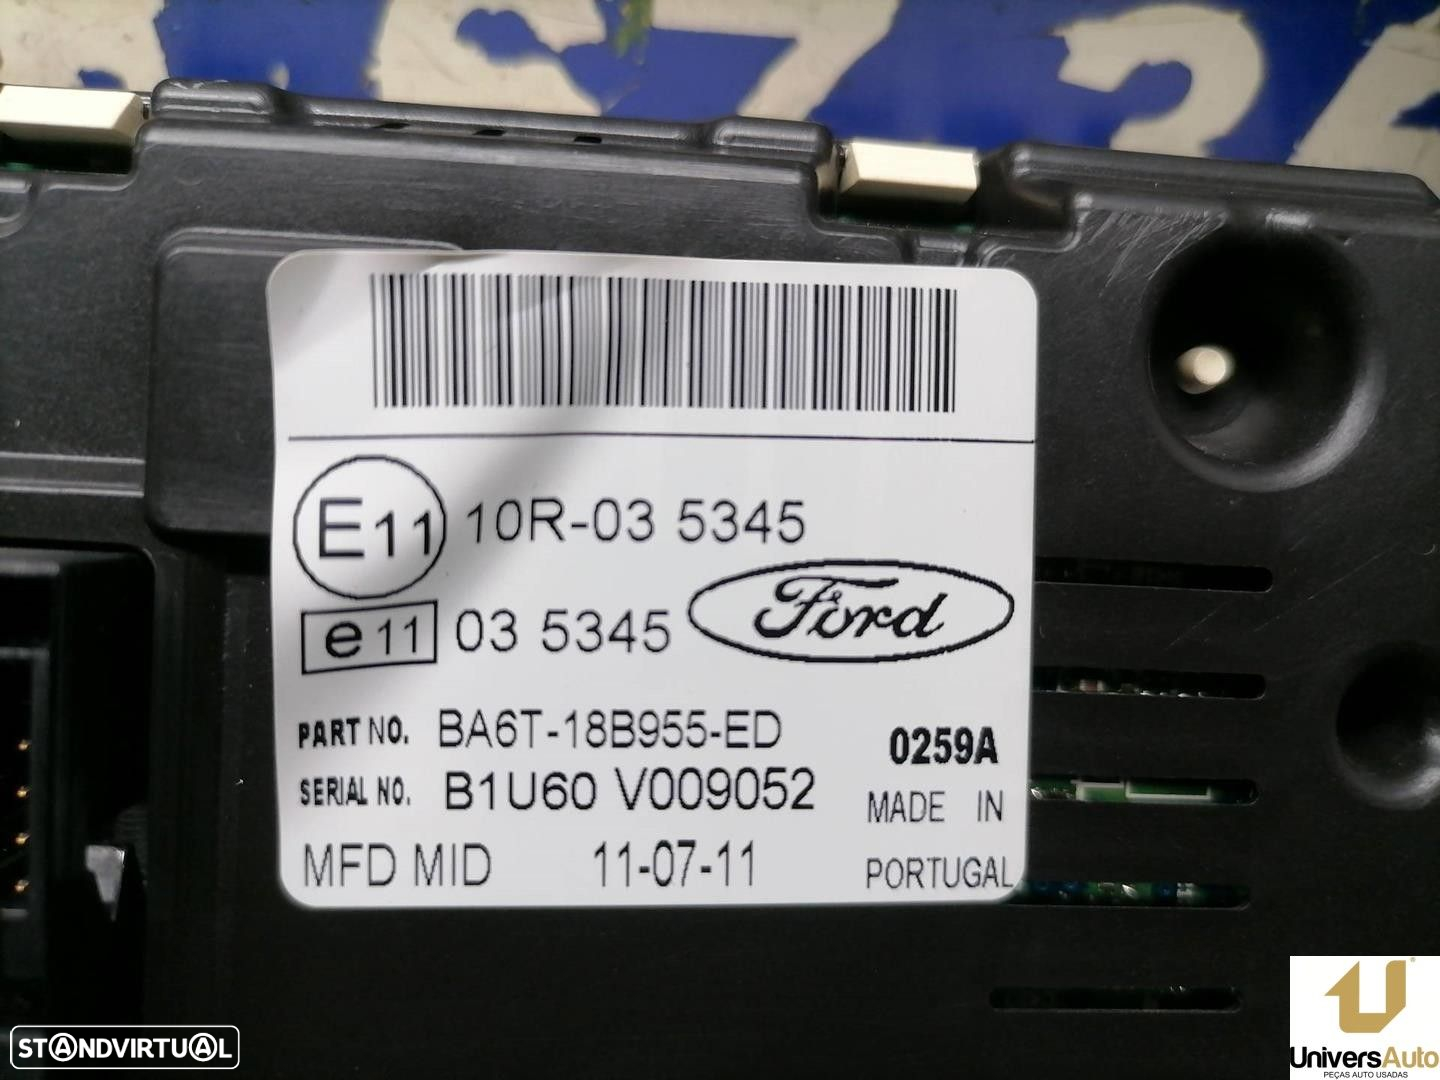 E11 10R-03 5345
e11 03 5345 Ford
PART NO. BA6T-18B955-ED 0259A
SERIAL NO. B1U60 V009052 MADE IN
MFD MID 11-07-11 PORTUGAL
STANDVIRTUAL
UniversAuto
PEÇAS AUTO USADAS